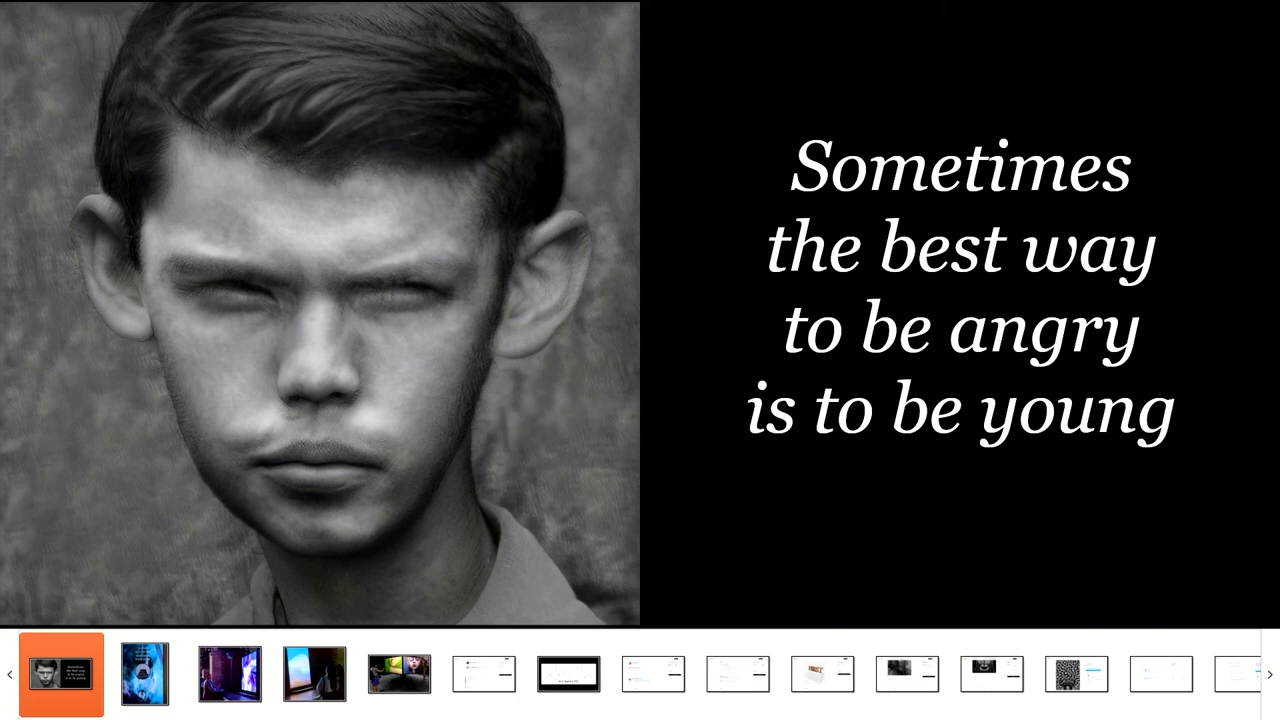 Sometimes
the best way
to be angry
is to be young